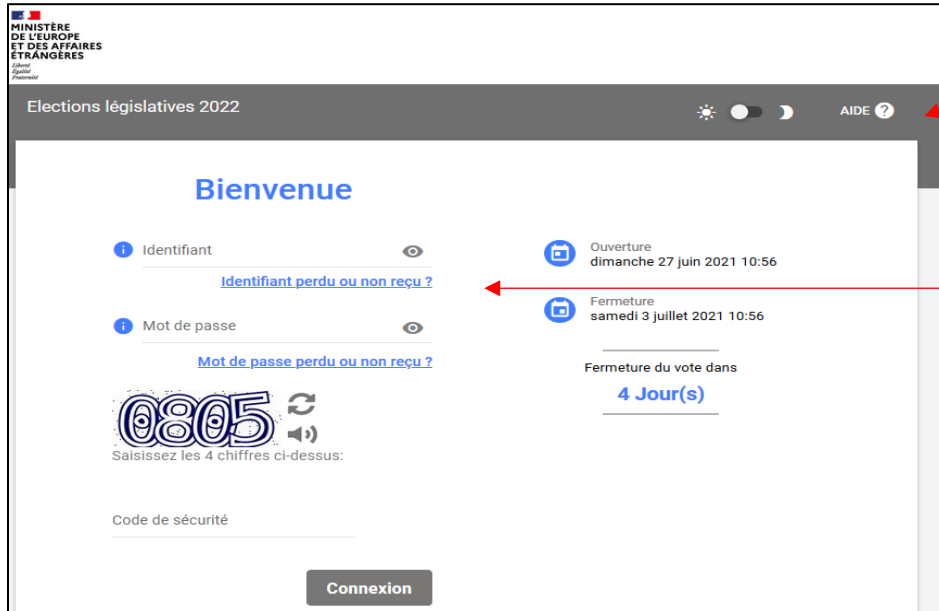 MINISTÈRE
DE L'EUROPE
ET DES AFFAIRES
ÉTRANGÈRES
Liberté
Égalité
Fraternité
Elections législatives 2022
AIDE ?
Bienvenue
Identifiant
Identifiant perdu ou non reçu ?
Mot de passe
Mot de passe perdu ou non reçu ?
0805
Saisissez les 4 chiffres ci-dessus:
Code de sécurité
Connexion
Ouverture
dimanche 27 juin 2021 10:56
Fermeture
samedi 3 juillet 2021 10:56
Fermeture du vote dans
4 Jour(s)